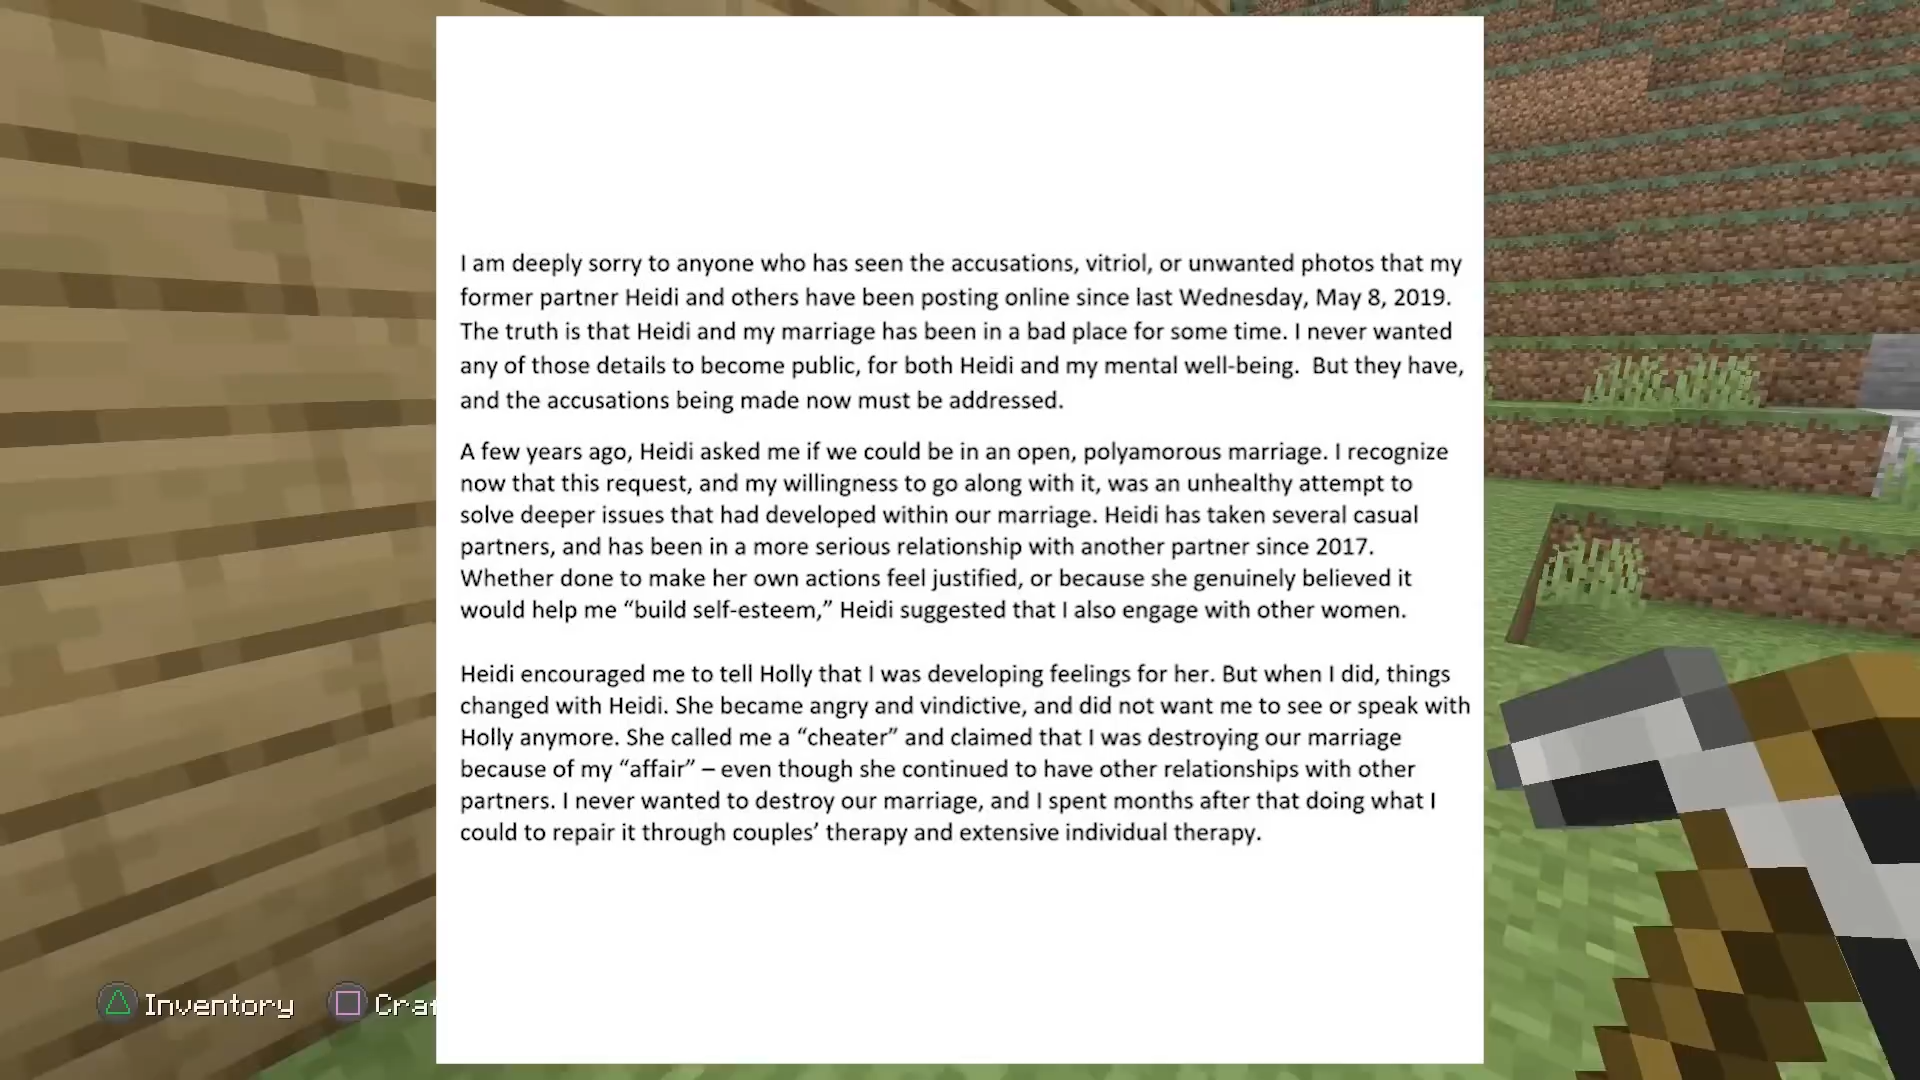 I am deeply sorry to anyone who has seen the accusations, vitriol, or unwanted photos that my
former partner Heidi and others have been posting online since last Wednesday, May 8, 2019.
The truth is that Heidi and my marriage has been in a bad place for some time. I never wanted
any of those details to become public, for both Heidi and my mental well-being.  But they have,
and the accusations being made now must be addressed.
A few years ago, Heidi asked me if we could be in an open, polyamorous marriage. I recognize
now that this request, and my willingness to go along with it, was an unhealthy attempt to
solve deeper issues that had developed within our marriage. Heidi has taken several casual
partners, and has been in a more serious relationship with another partner since 2017.
Whether done to make her own actions feel justified, or because she genuinely believed it
would help me “build self-esteem,” Heidi suggested that I also engage with other women.
Heidi encouraged me to tell Holly that I was developing feelings for her. But when I did, things
changed with Heidi. She became angry and vindictive, and did not want me to see or speak with
Holly anymore. She called me a “cheater” and claimed that I was destroying our marriage
because of my “affair” – even though she continued to have other relationships with other
partners. I never wanted to destroy our marriage, and I spent months after that doing what I
could to repair it through couples’ therapy and extensive individual therapy.
Inventory